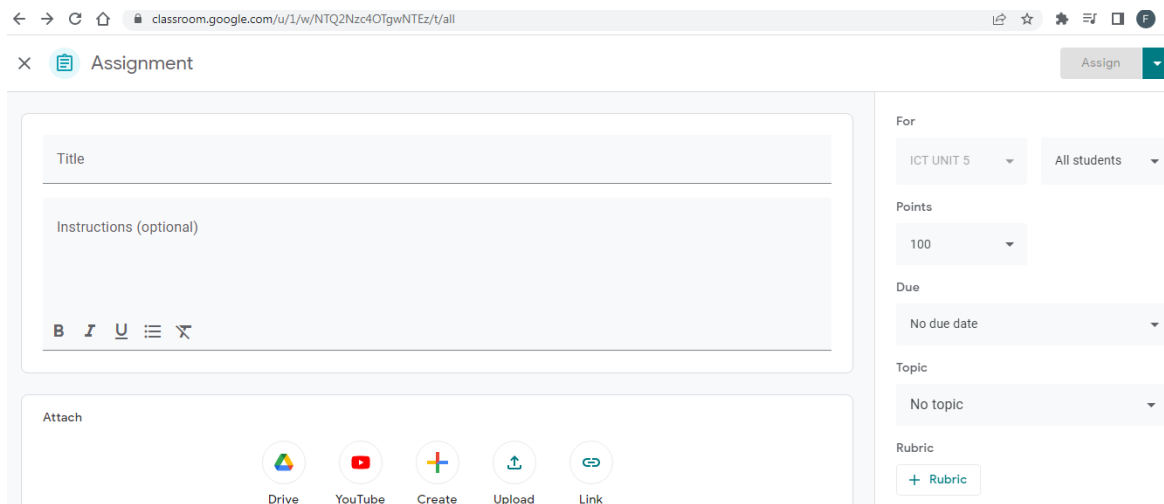 classroom.google.com/u/1/w/NTQ2Nzc4OTgwNTEz/t/all
F
Assignment
Assign
Title
Instructions (optional)
B I U
Attach
Drive YouTube Create Upload Link
For
ICT UNIT 5 All students
Points
100
Due
No due date
Topic
No topic
Rubric
+ Rubric